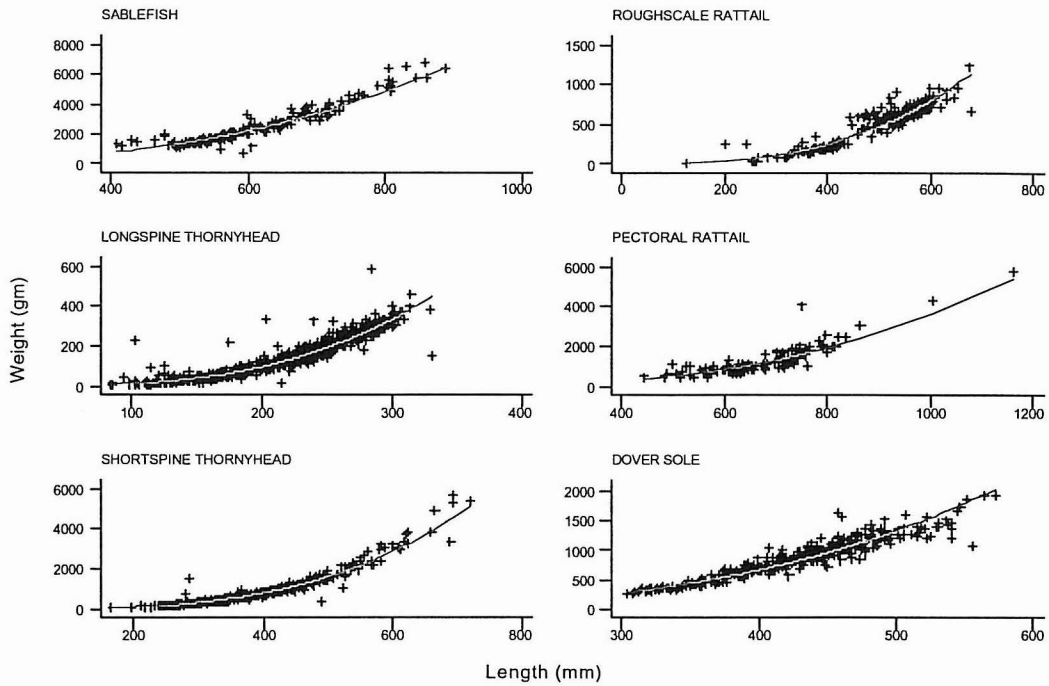 SABLEFISH
8000
6000
4000
2000
0
400 600 800 1000
ROUGHSCALE RATTAIL
1500
1000
500
0
0 200 400 600 800
LONGSPINE THORNYHEAD
600
400
200
0
100 200 300 400
PECTORAL RATTAIL
6000
4000
2000
0
400 600 800 1000 1200
SHORTSPINE THORNYHEAD
6000
4000
2000
0
200 400 600 800
DOVER SOLE
2000
1500
1000
500
0
300 400 500 600
Weight (gm)
Length (mm)